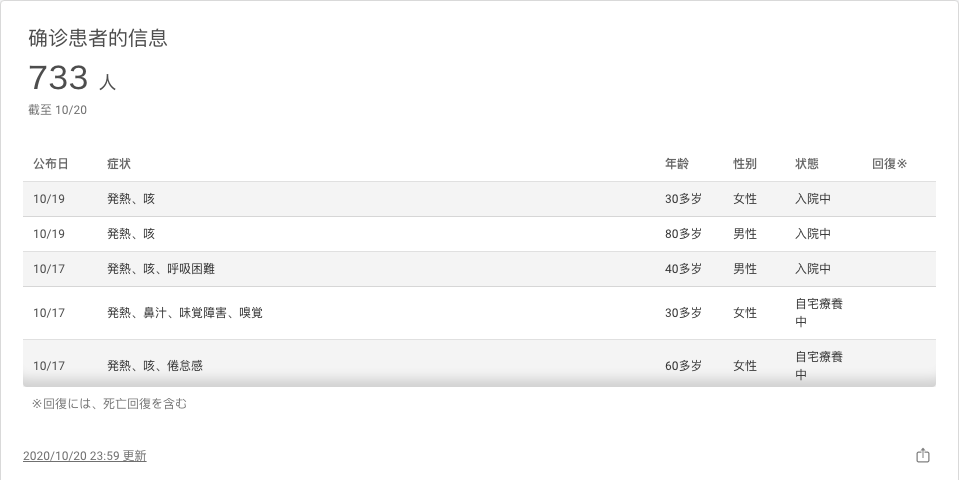 确诊患者的信息
733 人
截至 10/20
公布日 症状 年龄 性别 状態 回復※
10/19 発熱、咳 30多岁 女性 入院中
10/19 発熱、咳 80多岁 男性 入院中
10/17 発熱、咳、呼吸困難 40多岁 男性 入院中
10/17 発熱、鼻汁、味覚障害、嗅覚 30多岁 女性 自宅療養
中
10/17 発熱、咳、倦怠感 60多岁 女性 自宅療養
中
※回復には、死亡回復を含む
2020/10/20 23:59 更新